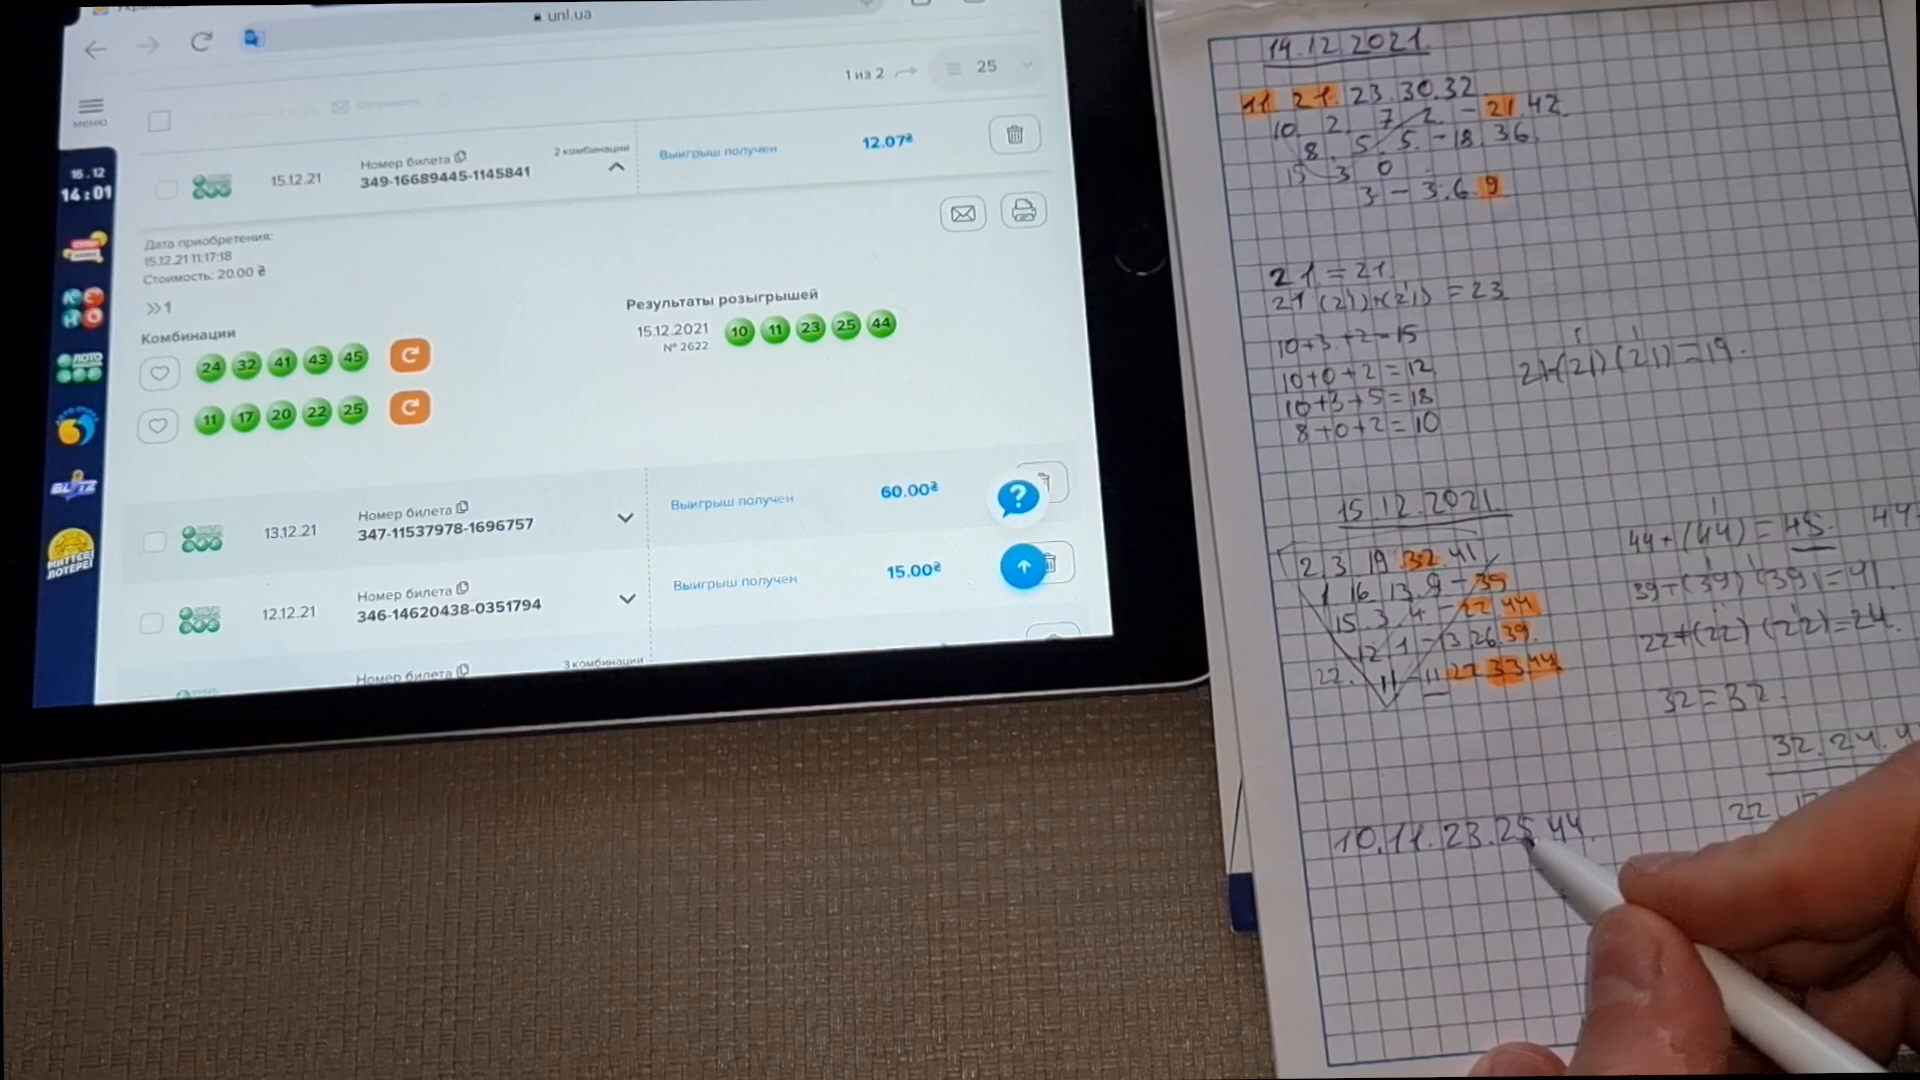 unl.ua
1 из 2
25
меню
15.12
14:01
КЕНО
ЛОТО
BLITZ
МИТТЄВІ ЛОТЕРЕЇ
15.12.21
Номер билета
349-16689445-1145841
2 комбинации
Выигрыш получен
12.07₴
Дата приобретения:
15.12.21 11:17:18
Стоимость: 20.00 ₴
>>1
Комбинации
24 32 41 43 45
11 17 20 22 25
Результаты розыгрышей
15.12.2021
№ 2622
10 11 23 25 44
13.12.21
Номер билета
347-11537978-1696757
Выигрыш получен
60.00₴
12.12.21
Номер билета
346-14620438-0351794
Выигрыш получен
15.00₴
Номер билета
3 комбинации
14.12.2021.
11 21. 23.30.32
10. 2. 7 2 - 21.42.
8. 5. 5. - 18.36.
15 3 0
3 - 3.6.9
21.=21.
21+(21)+(21)=23
10+3+2=15
10+0+2=12
10+3+5=18
8+0+2=10
21-(21)(21)=19.
15.12.2021.
2 3 19 32 41
1 16 13.9 - 39
15.3 4 - 22 44
12 1 - 13 26 39.
22. 11 - 11 22 33 44
44+(44)=45. 44
39+(39)(39)=41.
22+(22)(22)=24.
32=32.
32.24.4
22
10.11.23.25.44.